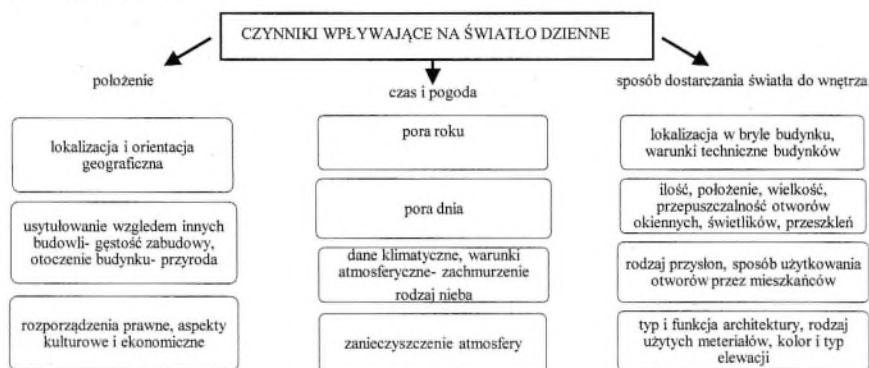 CZYNNIKI WPŁYWAJĄCE NA ŚWIATŁO DZIENNE
położenie
lokalizacja i orientacja
geograficzna
usytułowanie wzgledem innych
budowli- gęstość zabudowy,
otoczenie budynku- przyroda
rozporządzenia prawne, aspekty
kulturowe i ekonomiczne
czas i pogoda
pora roku
pora dnia
dane klimatyczne, warunki
atmosferyczne- zachmurzenie
rodzaj nieba
zanieczyszczenie atmosfery
sposób dostarczania światła do wnętrza
lokalizacja w bryle budynku,
warunki techniczne budynków
ilość, położenie, wielkość,
przepuszczalność otworów
okiennych, świetlików, przeszkleń
rodzaj przysłon, sposób użytkowania
otworów przez mieszkańców
typ i funkcja architektury, rodzaj
użytych meteriałów, kolor i typ
elewacji